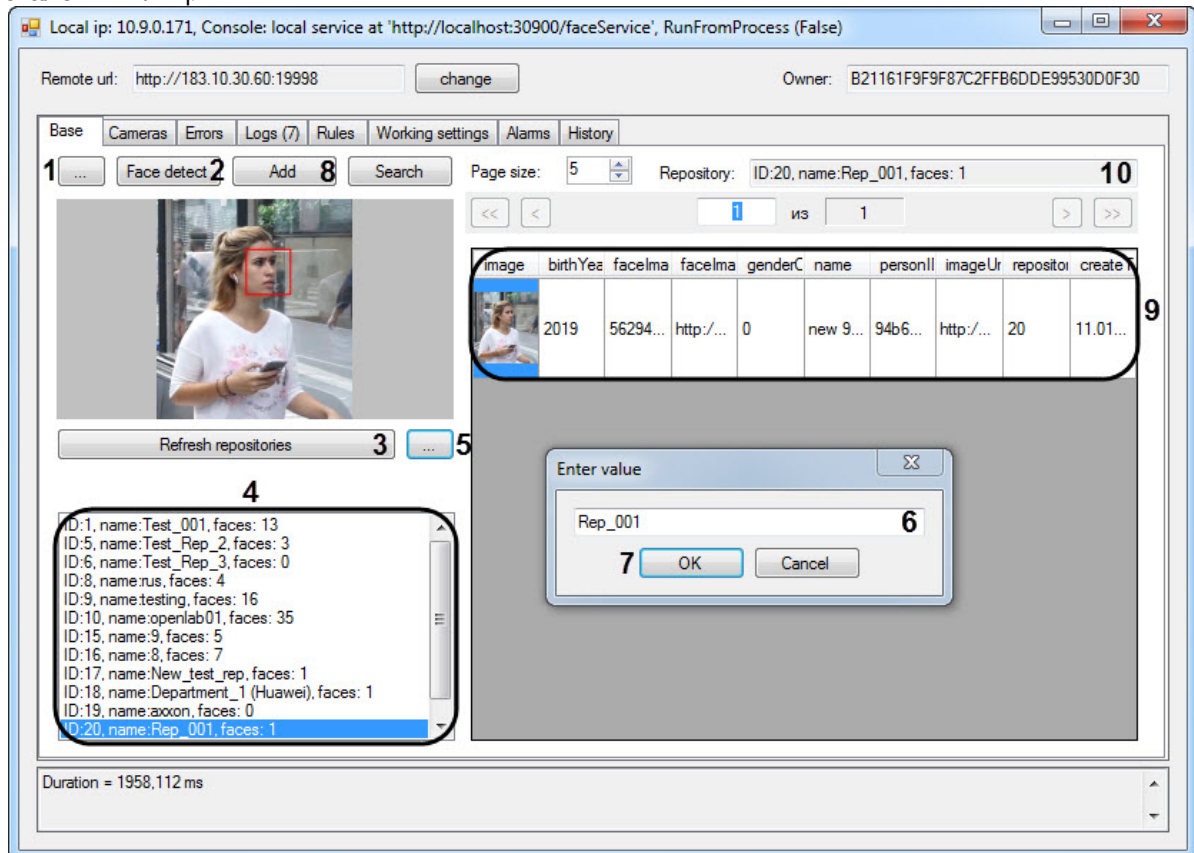 Local ip: 10.9.0.171, Console: local service at 'http://localhost:30900/faceService', RunFromProcess (False)
Remote url: http://183.10.30.60:19998 change Owner: B21161F9F9F87C2FFB6DDE99530D0F30
Base Cameras Errors Logs (7) Rules Working settings Alarms History
1 ... Face detect 2 Add 8 Search Page size: 5 Repository: ID:20, name:Rep_001, faces: 1 10
<< < 1 из 1 > >>
image birthYea faceIma faceIma genderC name personII imageUr repositor createT
2019 56294... http:/... 0 new 9... 94b6... http:/... 20 11.01... 9
Refresh repositories 3 ... 5
4
ID:1, name:Test_001, faces: 13
ID:5, name:Test_Rep_2, faces: 3
ID:6, name:Test_Rep_3, faces: 0
ID:8, name:rus, faces: 4
ID:9, name:testing, faces: 16
ID:10, name:openlab01, faces: 35
ID:15, name:9, faces: 5
ID:16, name:8, faces: 7
ID:17, name:New_test_rep, faces: 1
ID:18, name:Department_1 (Huawei), faces: 1
ID:19, name:axxon, faces: 0
ID:20, name:Rep_001, faces: 1
Enter value
Rep_001 6
7 OK Cancel
Duration = 1958,112 ms